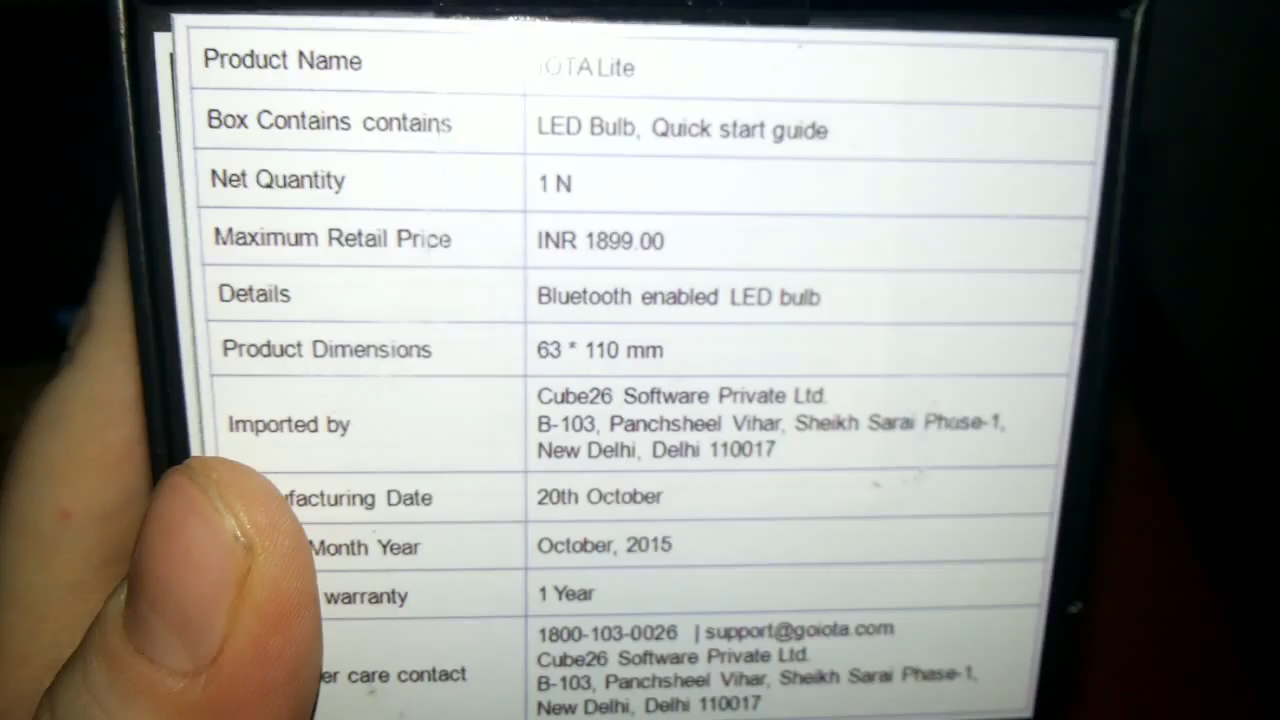 Product Name IOTA Lite
Box Contains contains LED Bulb, Quick start guide
Net Quantity 1 N
Maximum Retail Price INR 1899.00
Details Bluetooth enabled LED bulb
Product Dimensions 63 * 110 mm
Imported by
Cube26 Software Private Ltd.
B-103, Panchsheel Vihar, Sheikh Sarai Phase-1,
New Delhi, Delhi 110017
facturing Date 20th October
Month Year October, 2015
warranty 1 Year
er care contact
1800-103-0026 | support@goiota.com
Cube26 Software Private Ltd.
B-103, Panchsheel Vihar, Sheikh Sarai Phase-1,
New Delhi, Delhi 110017